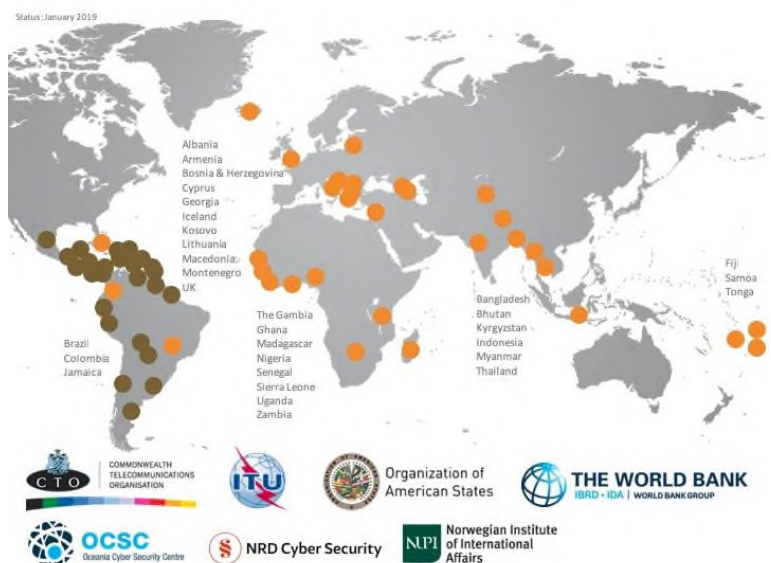 Status: January 2019
Albania
Armenia
Bosnia & Herzegovina
Cyprus
Georgia
Iceland
Kosovo
Lithuania
Macedonia
Montenegro
UK
Brazil
Colombia
Jamaica
The Gambia
Ghana
Madagascar
Nigeria
Senegal
Sierra Leone
Uganda
Zambia
Bangladesh
Bhutan
Kyrgyzstan
Indonesia
Myanmar
Thailand
Fiji
Samoa
Tonga
CTO
COMMONWEALTH
TELECOMMUNICATIONS
ORGANISATION
ITU
Organization of
American States
THE WORLD BANK
IBRD • IDA | WORLD BANK GROUP
OCSC
Oceania Cyber Security Centre
NRD Cyber Security
NUPI
Norwegian Institute
of International
Affairs